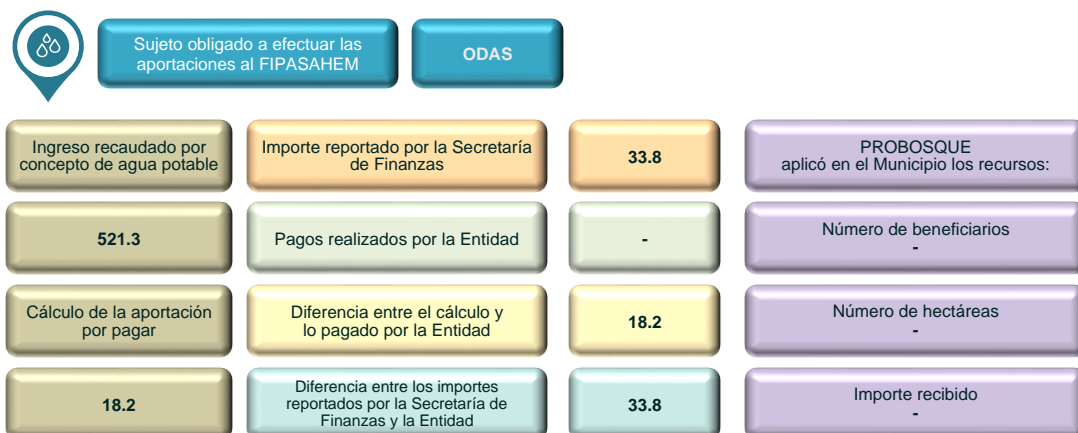 Sujeto obligado a efectuar las
aportaciones al FIPASAHEM
ODAS
Ingreso recaudado por
concepto de agua potable
Importe reportado por la Secretaría
de Finanzas
33.8
PROBOSQUE
aplicó en el Municipio los recursos:
521.3
Pagos realizados por la Entidad
-
Número de beneficiarios
-
Cálculo de la aportación
por pagar
Diferencia entre el cálculo y
lo pagado por la Entidad
18.2
Número de hectáreas
-
18.2
Diferencia entre los importes
reportados por la Secretaría de
Finanzas y la Entidad
33.8
Importe recibido
-